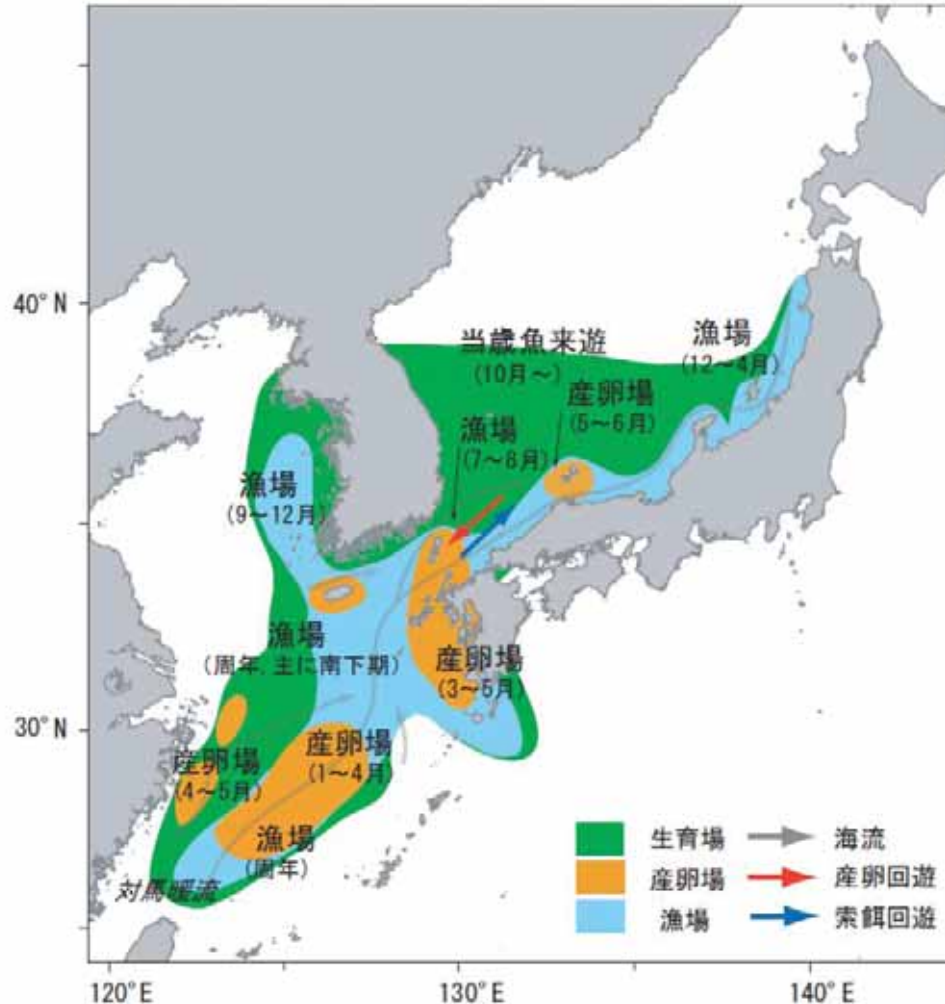 40°N
当歳魚来遊
(10月~)
漁場
(12~4月)
産卵場
(5~6月)
漁場
(7~8月)
漁場
(9~12月)
漁場
(周年,主に南下期)
産卵場
(3~5月)
30°N
産卵場
(1~4月)
産卵場
(4~5月)
漁場
(周年)
対馬暖流
生育場
海流
産卵場
産卵回遊
漁場
索餌回遊
120°E
130°E
140°E